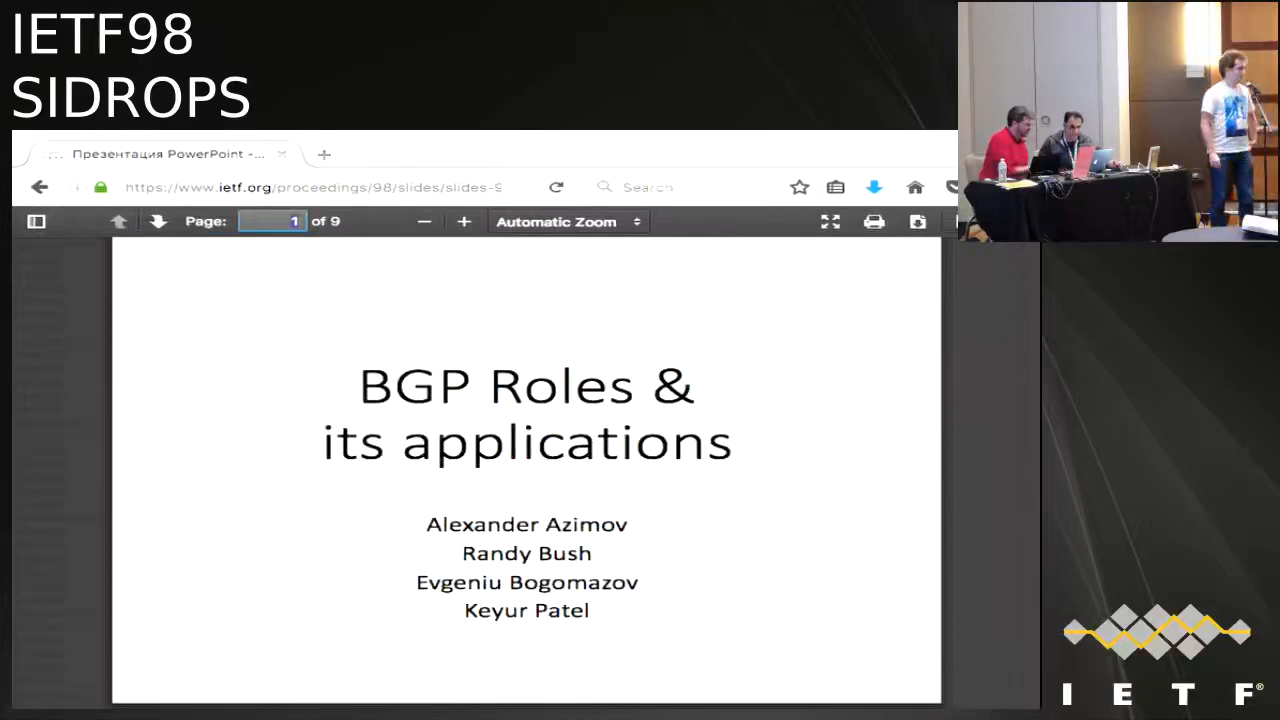 IETF98
SIDROPS
Презентация PowerPoint -...
https://www.ietf.org/proceedings/98/slides/slides-9
Search
Page: 1 of 9
Automatic Zoom
BGP Roles &
its applications
Alexander Azimov
Randy Bush
Evgeniu Bogomazov
Keyur Patel
I E T F®